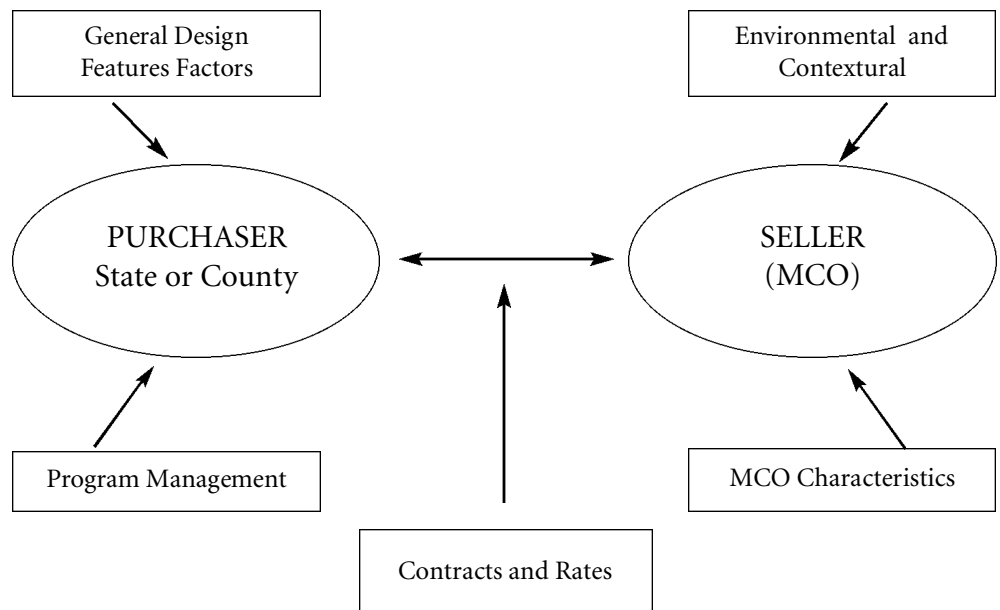 General Design
Features Factors
Environmental and
Contextural
PURCHASER
State or County
SELLER
(MCO)
Program Management
MCO Characteristics
Contracts and Rates